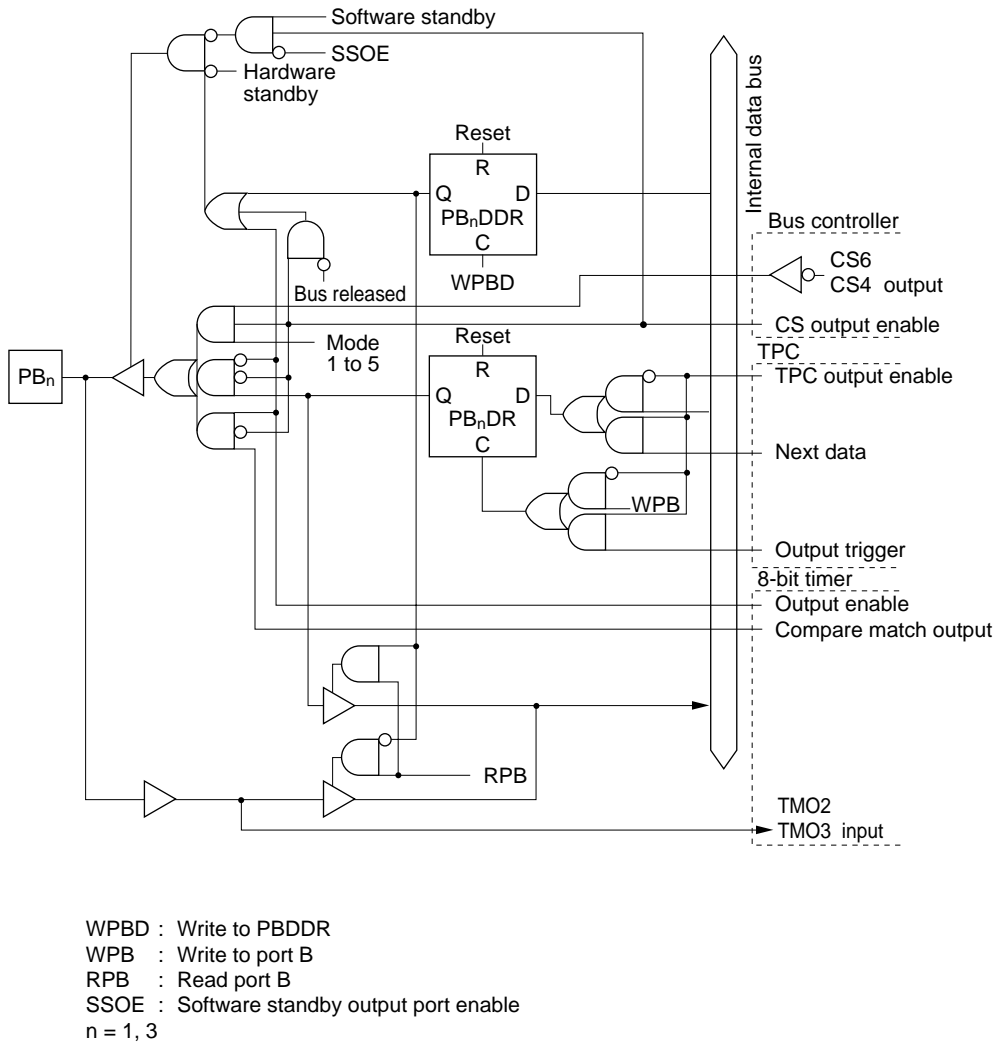 Software standby
SSOE
Hardware
standby
Internal data bus
Reset
R
Q D
PBnDDR
C
WPBD
Bus released
Bus controller
CS6
CS4 output
CS output enable
Mode
1 to 5
Reset
R
Q D
PBnDR
C
PBn
TPC
TPC output enable
Next data
WPB
Output trigger
8-bit timer
Output enable
Compare match output
RPB
TMO2
TMO3 input
WPBD : Write to PBDDR
WPB : Write to port B
RPB : Read port B
SSOE : Software standby output port enable
n = 1, 3